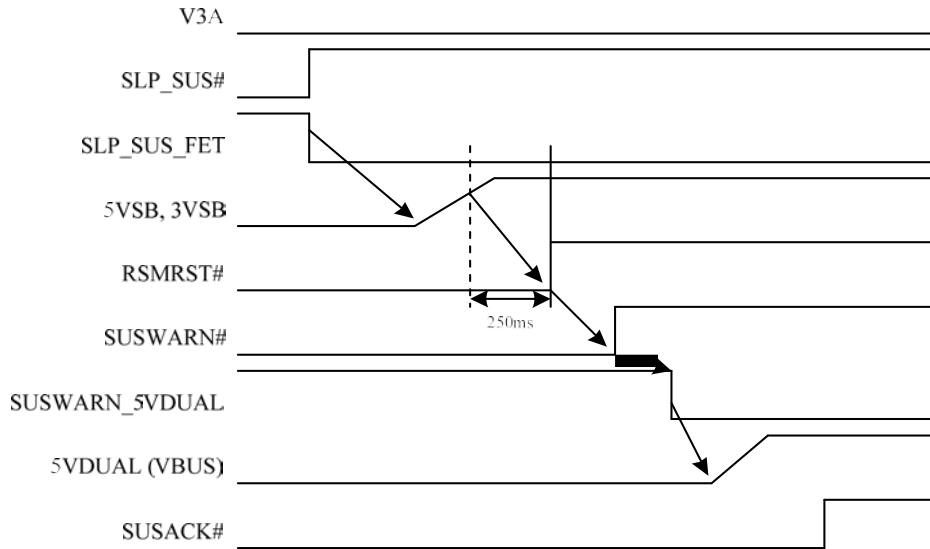 V3A
SLP_SUS#
SLP_SUS_FET
5VSB, 3VSB
RSMRST#
250ms
SUSWARN#
SUSWARN_5VDUAL
5VDUAL (VBUS)
SUSACK#